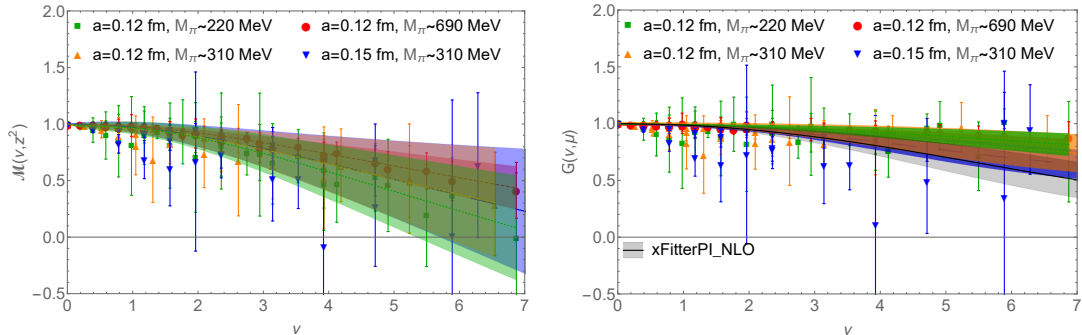 2.0
a=0.12 fm, Mπ~220 MeV a=0.12 fm, Mπ~690 MeV
a=0.12 fm, Mπ~310 MeV a=0.15 fm, Mπ~310 MeV
1.5
1.0
0.5
0.0
−0.5
0 1 2 3 4 5 6 7
ℳ(ν,z²)
ν
2.0
a=0.12 fm, Mπ~220 MeV a=0.12 fm, Mπ~690 MeV
a=0.12 fm, Mπ~310 MeV a=0.15 fm, Mπ~310 MeV
1.5
1.0
0.5
0.0
xFitterPI_NLO
−0.5
0 1 2 3 4 5 6 7
G(ν,μ)
ν